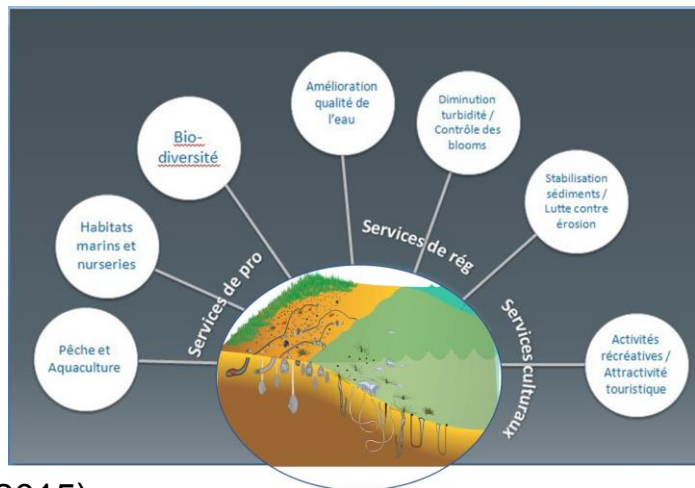 Amélioration
qualité de
l'eau
Diminution
turbidité /
Contrôle des
blooms
Bio-
diversité
Stabilisation
sédiments /
Lutte contre
érosion
Habitats
marins et
nurseries
Services de pro
Services de rég
Services culturaux
Pêche et
Aquaculture
Activités
récréatives /
Attractivité
touristique